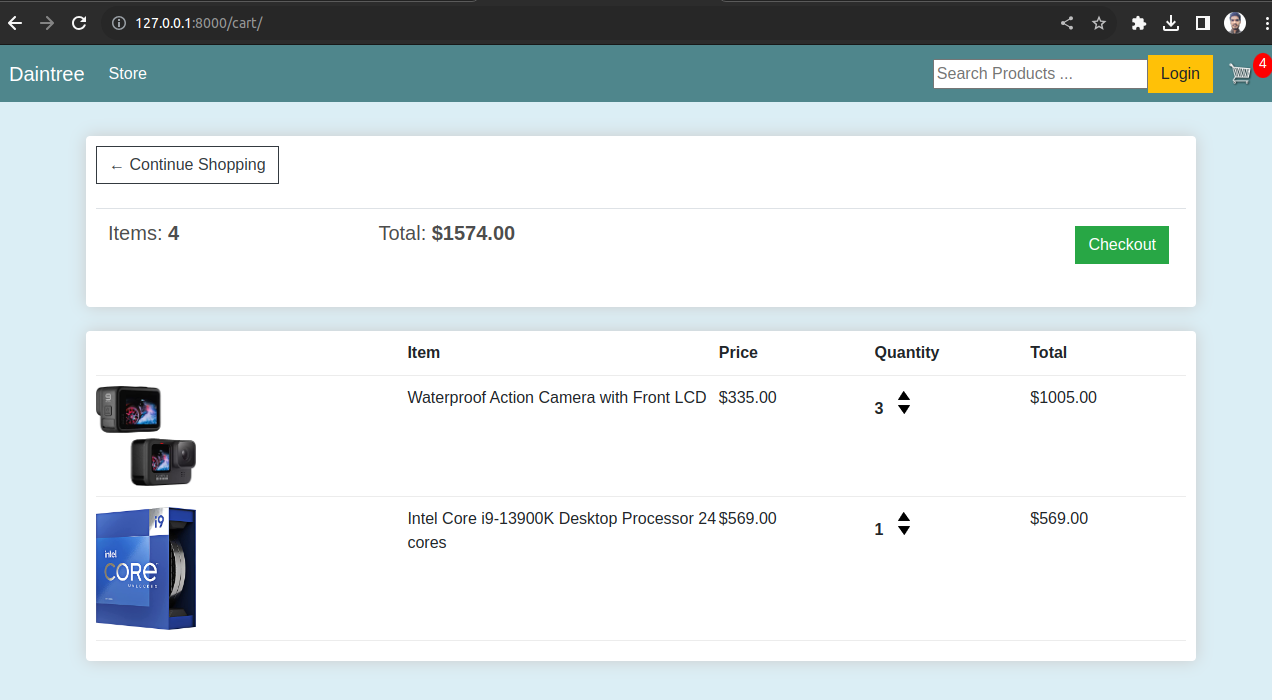 127.0.0.1:8000/cart/
Daintree Store Search Products ... Login 4
← Continue Shopping
Items: 4 Total: $1574.00 Checkout
Item Price Quantity Total
Waterproof Action Camera with Front LCD $335.00 3 $1005.00
Intel Core i9-13900K Desktop Processor 24 $569.00 1 $569.00
cores
i9
intel
CORE
UNLOCKED